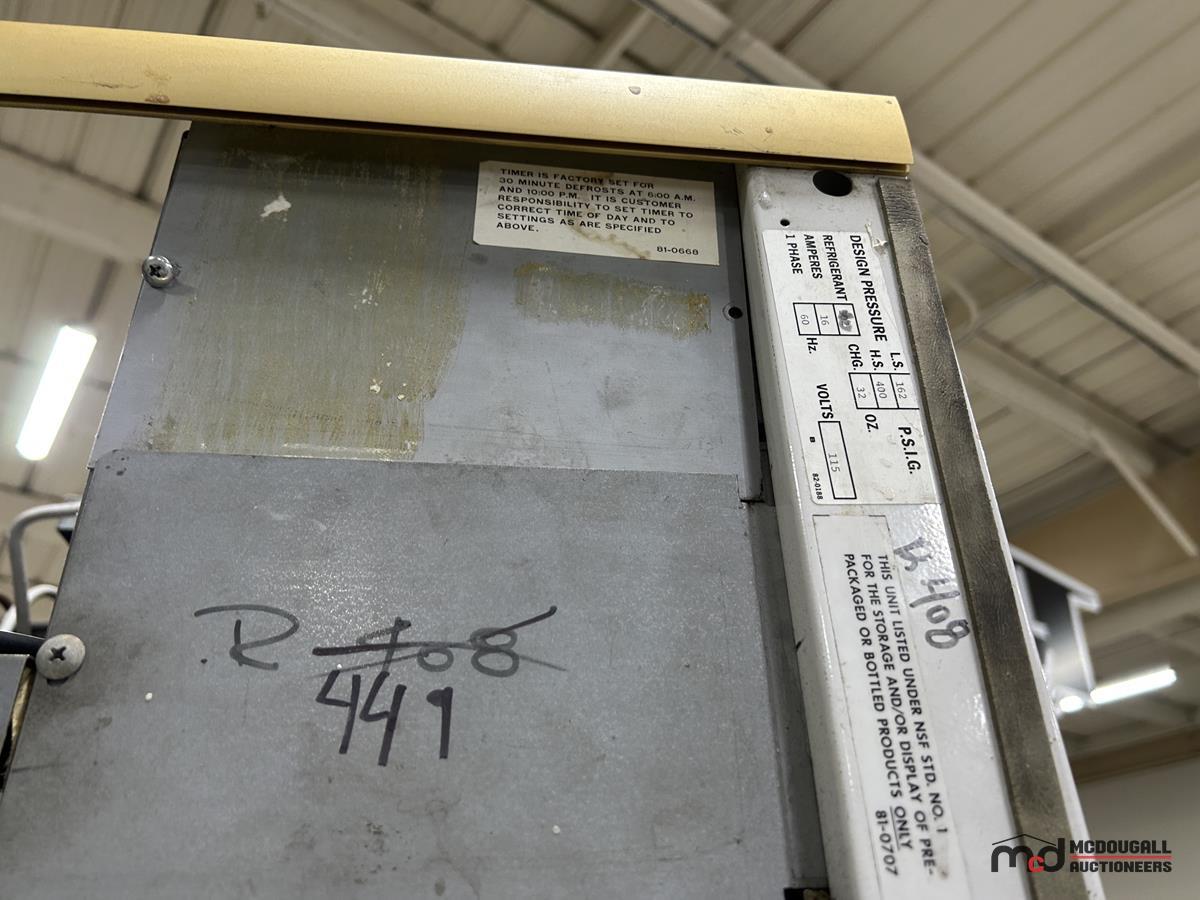 TIMER IS FACTORY SET FOR
30 MINUTE DEFROSTS AT 6:00 A.M.
AND 10:00 P.M. IT IS CUSTOMER
RESPONSIBILITY TO SET TIMER TO
CORRECT TIME OF DAY AND TO
SETTINGS AS ARE SPECIFIED
ABOVE.
81-0668
DESIGN PRESSURE L.S. 162 P.S.I.G.
H.S. 400
REFRIGERANT CHG. 32 OZ.
AMPERES 16
1 PHASE 60 Hz. VOLTS 115
B
82-0188
R 408
THIS UNIT LISTED UNDER NSF STD. NO. 1
FOR THE STORAGE AND/OR DISPLAY OF PRE-
PACKAGED OR BOTTLED PRODUCTS ONLY
81-0707
R 408
449
mcd MCDOUGALL
AUCTIONEERS